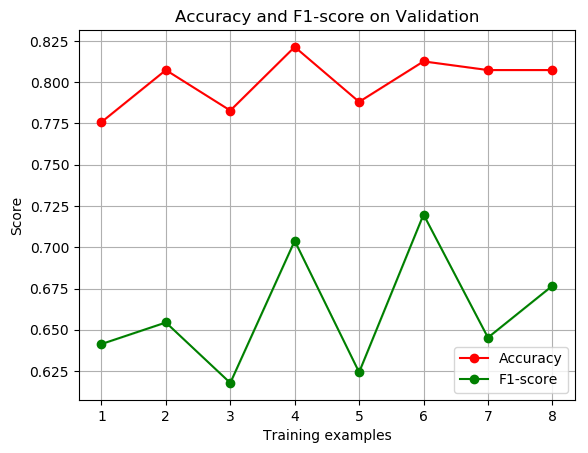 Accuracy and F1-score on Validation
0.825
0.800
0.775
0.750
0.725
0.700
0.675
0.650
0.625
Score
1 2 3 4 5 6 7 8
Training examples
Accuracy
F1-score